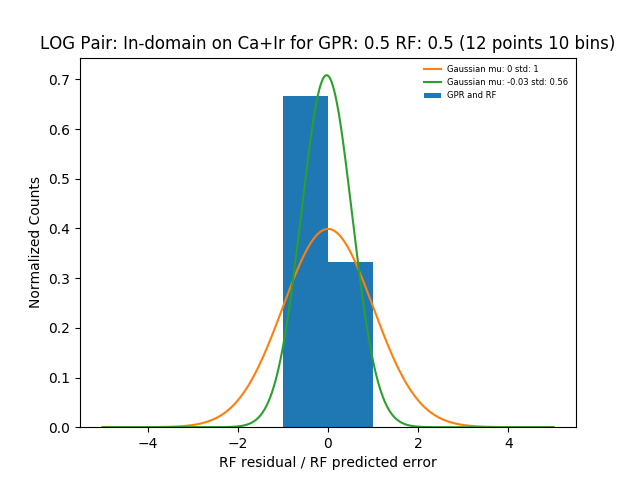 LOG Pair: In-domain on Ca+Ir for GPR: 0.5 RF: 0.5 (12 points 10 bins)
Gaussian mu: 0 std: 1
Gaussian mu: -0.03 std: 0.56
GPR and RF
Normalized Counts
0.7
0.6
0.5
0.4
0.3
0.2
0.1
0.0
−4
−2
0
2
4
RF residual / RF predicted error